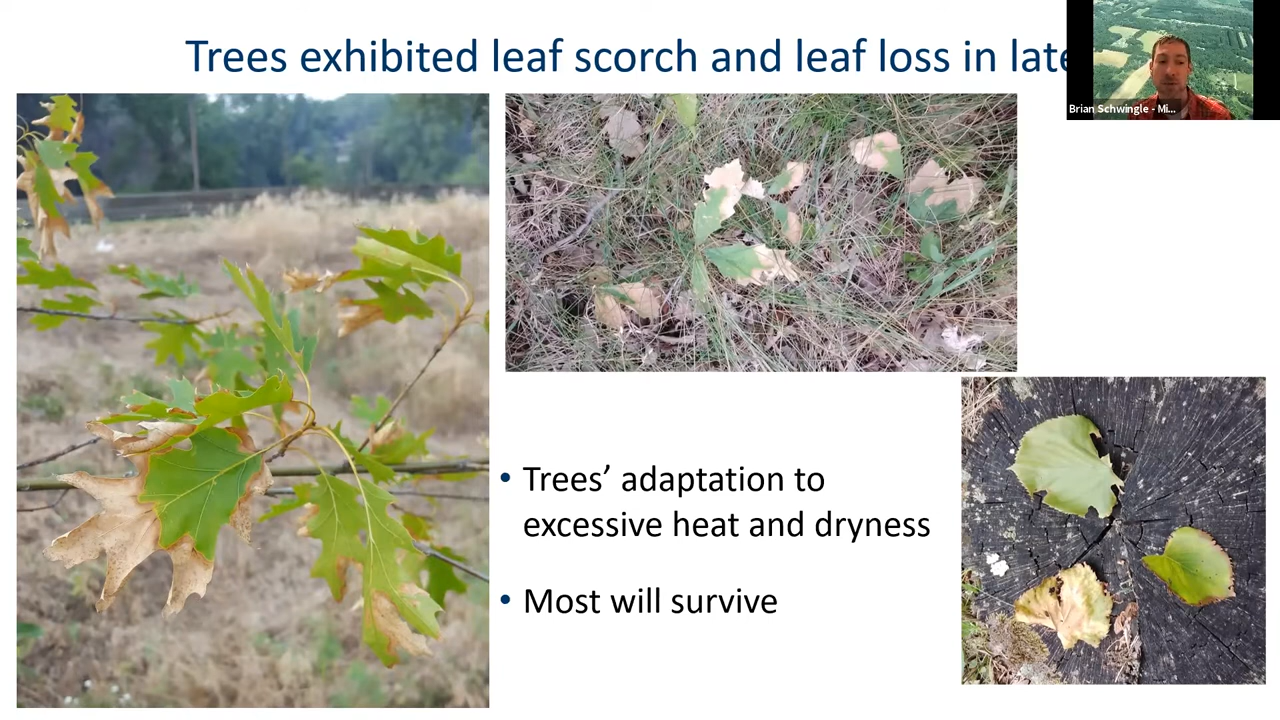 Trees exhibited leaf scorch and leaf loss in late
Brian Schwingle - Mi...
• Trees’ adaptation to
excessive heat and dryness
• Most will survive